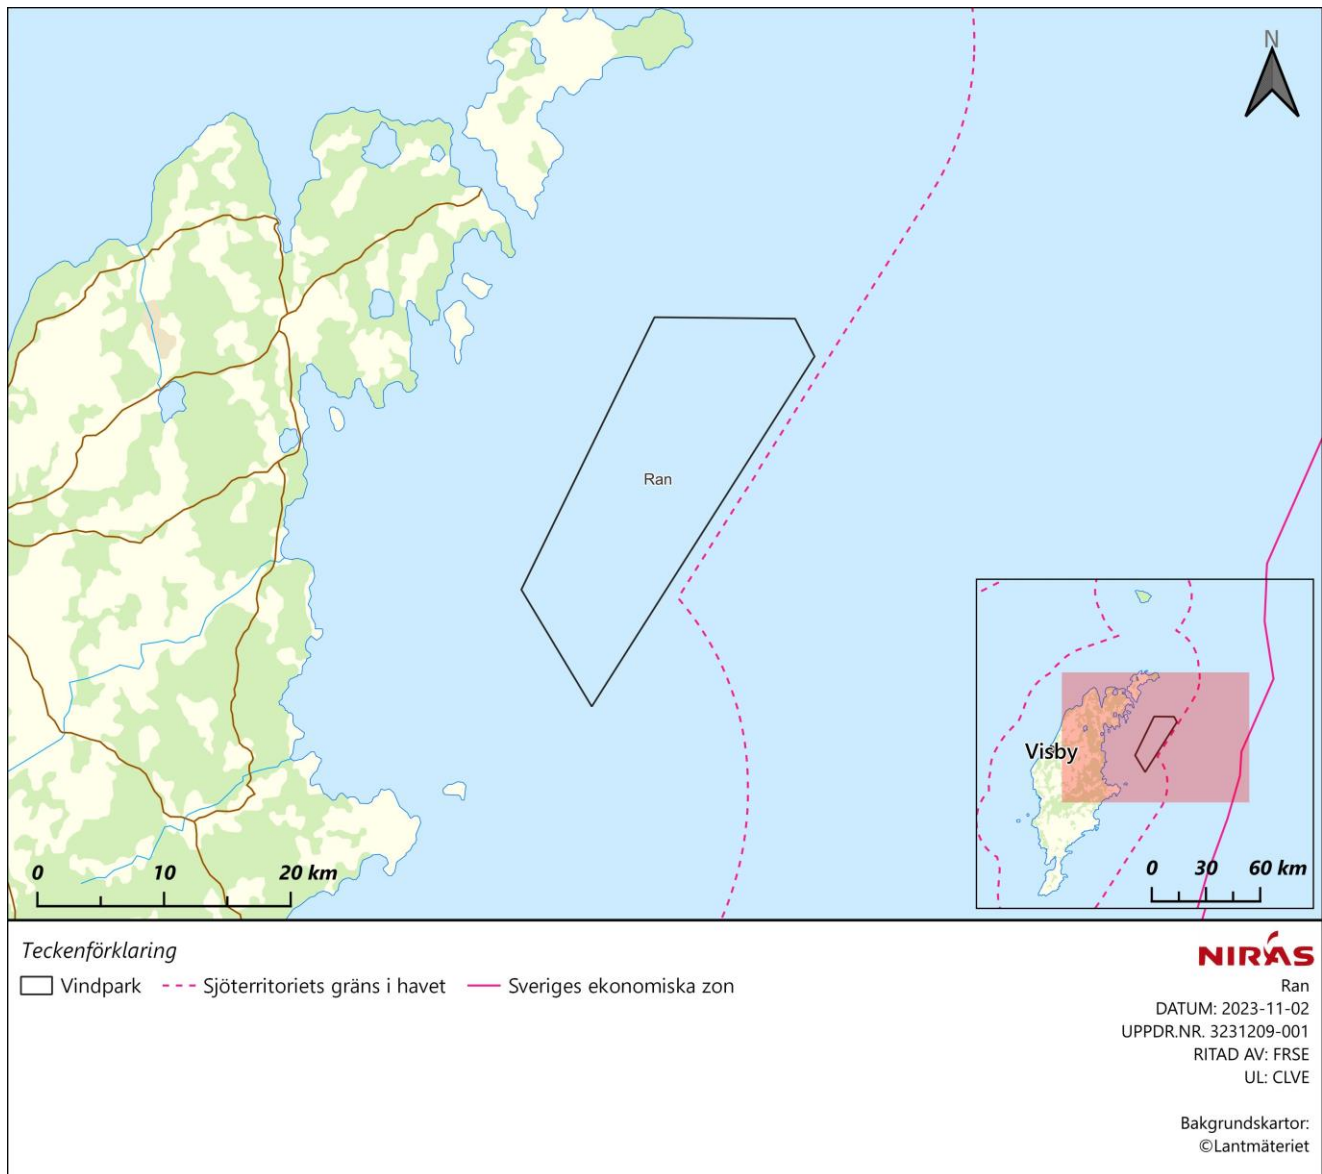 N
Ran
Visby
0 10 20 km
0 30 60 km
Teckenförklaring
Vindpark Sjöterritoriets gräns i havet Sveriges ekonomiska zon
NIRÁS
Ran
DATUM: 2023-11-02
UPPDR.NR. 3231209-001
RITAD AV: FRSE
UL: CLVE
Bakgrundskartor:
©Lantmäteriet